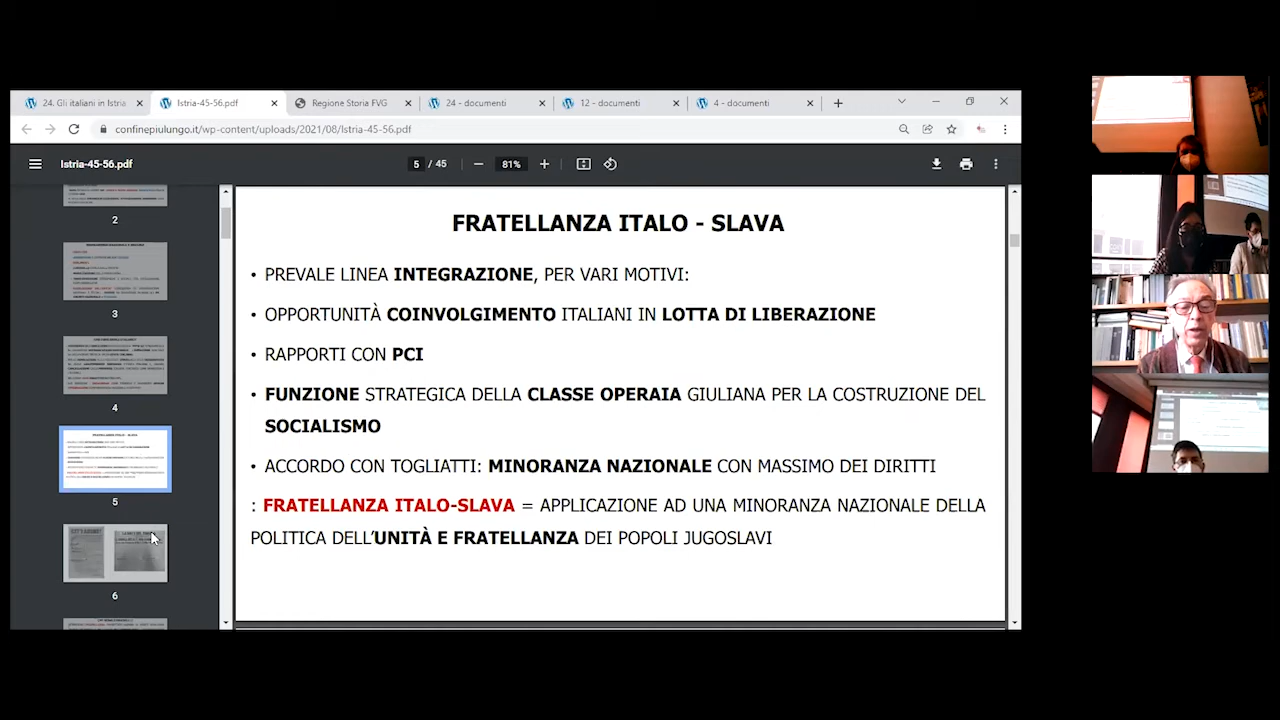 24. Gli italiani in Istria
Istria-45-56.pdf
Regione Storia FVG
24 - documenti
12 - documenti
4 - documenti
confinepiulungo.it/wp-content/uploads/2021/08/Istria-45-56.pdf
Istria-45-56.pdf
5 / 45
81%
2
3
4
5
6
FRATELLANZA ITALO - SLAVA
• PREVALE LINEA INTEGRAZIONE, PER VARI MOTIVI:
• OPPORTUNITÀ COINVOLGIMENTO ITALIANI IN LOTTA DI LIBERAZIONE
• RAPPORTI CON PCI
• FUNZIONE STRATEGICA DELLA CLASSE OPERAIA GIULIANA PER LA COSTRUZIONE DEL
SOCIALISMO
• ACCORDO CON TOGLIATTI: MINORANZA NAZIONALE CON MASSIMO DEI DIRITTI
: FRATELLANZA ITALO-SLAVA = APPLICAZIONE AD UNA MINORANZA NAZIONALE DELLA
POLITICA DELL'UNITÀ E FRATELLANZA DEI POPOLI JUGOSLAVI